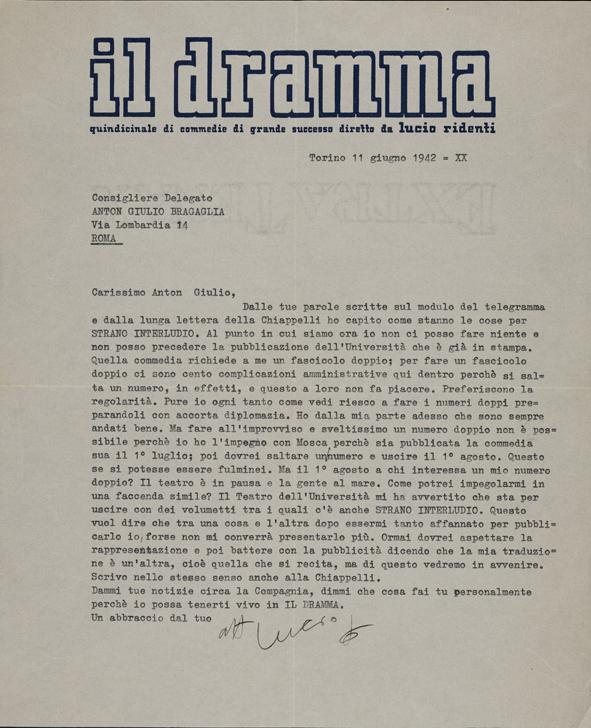 il dramma
quindicinale di commedie di grande successo diretto da lucio ridenti
Torino 11 giugno 1942 = XX
Consigliere Delegato
ANTON GIULIO BRAGAGLIA
Via Lombardia 14
ROMA
Carissimo Anton Giulio,
Dalle tue parole scritte sul modulo del telegramma
e dalla lunga lettera della Chiappelli ho capito come stanno le cose per
STRANO INTERLUDIO. Al punto in cui siamo ora io non ci posso fare niente e
non posso precedere la pubblicazione dell'Università che è già in stampa.
Quella commedia richiede a me un fascicolo doppio; per fare un fascicolo
doppio ci sono cento complicazioni amministrative qui dentro perchè si sal=
ta un numero, in effetti, e questo a loro non fa piacere. Preferiscono la
regolarità. Pure io ogni tanto come vedi riesco a fare i numeri doppi pre=
parandoli con accorta diplomazia. Ho dalla mia parte adesso che sono sempre
andati bene. Ma fare all'improvviso e sveltissimo un numero doppio non è pos=
sibile perchè io ho l'impegno con Mosca, perchè sia pubblicata la commedia
sua il 1° luglio; poi dovrei saltare un numero e uscire il 1° agosto. Questo
se si potesse essere fulminei. Ma il 1° agosto a chi interessa un mio numero
doppio? Il teatro è in pausa e la gente al mare. Come potrei impegolarmi in
una faccenda simile? Il Teatro dell'Università mi ha avvertito che sta per
uscire con dei volumetti tra i quali c'è anche STRANO INTERLUDIO. Questo
vuol dire che tra una cosa e l'altra dopo essermi tanto affannato per pubbli=
carlo io, forse non mi converrà presentarlo più. Ormai dovrei aspettare la
rappresentazione e poi batter con la pubblicità dicendo che la mia traduzio=
ne è un'altra, cioè quella che si recita, ma di questo vedremo in avvenire.
Scrivo nello stesso senso anche alla Chiappelli.
Dammi tue notizie circa la Compagnia, dimmi che cosa fai tu personalmente
perchè io possa tenerti vivo in IL DRAMMA.
Un abbraccio dal tuo
Lucio